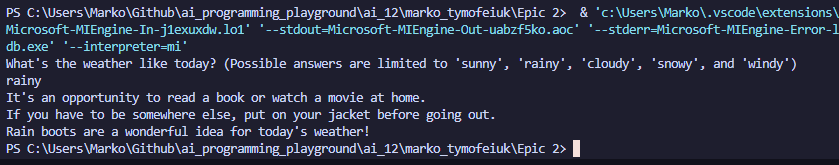 PS C:\Users\Marko\Github\ai_programming_playground\ai_12\marko_tymofeiuk\Epic 2>  & 'c:\Users\Marko\.vscode\extensions\
Microsoft-MIEngine-In-j1exuxdw.lo1' '--stdout=Microsoft-MIEngine-Out-uabzf5ko.aoc' '--stderr=Microsoft-MIEngine-Error-l
db.exe' '--interpreter=mi'
What's the weather like today? (Possible answers are limited to 'sunny', 'rainy', 'cloudy', 'snowy', and 'windy')
rainy
It's an opportunity to read a book or watch a movie at home.
If you have to be somewhere else, put on your jacket before going out.
Rain boots are a wonderful idea for today's weather!
PS C:\Users\Marko\Github\ai_programming_playground\ai_12\marko_tymofeiuk\Epic 2>